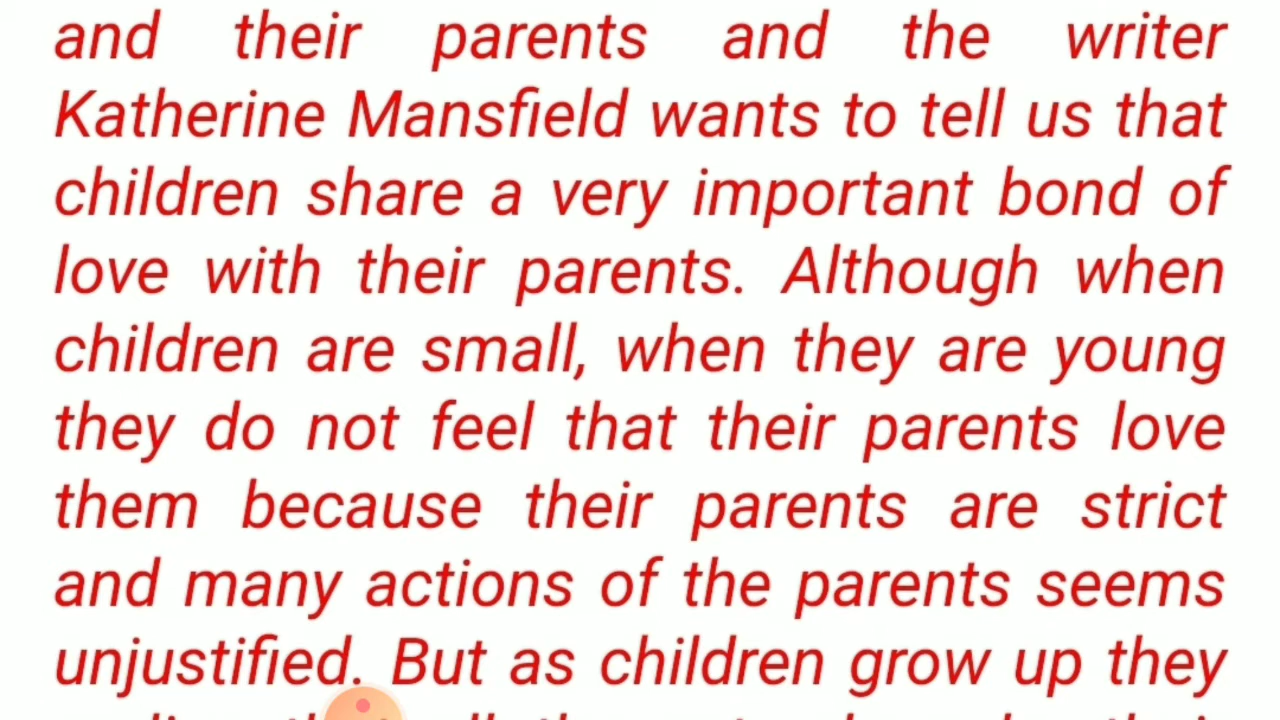 and their parents and the writer
Katherine Mansfield wants to tell us that
children share a very important bond of
love with their parents. Although when
children are small, when they are young
they do not feel that their parents love
them because their parents are strict
and many actions of the parents seems
unjustified. But as children grow up they